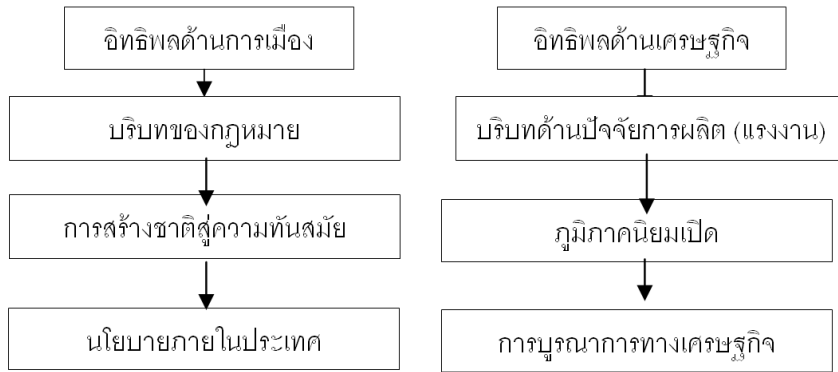 อิทธิพลด้านการเมือง
บริบทของกฎหมาย
การสร้างชาติสู่ความทันสมัย
นโยบายภายในประเทศ
อิทธิพลด้านเศรษฐกิจ
บริบทด้านปัจจัยการผลิต (แรงงาน)
ภูมิภาคนิยมเปิด
การบูรณาการทางเศรษฐกิจ